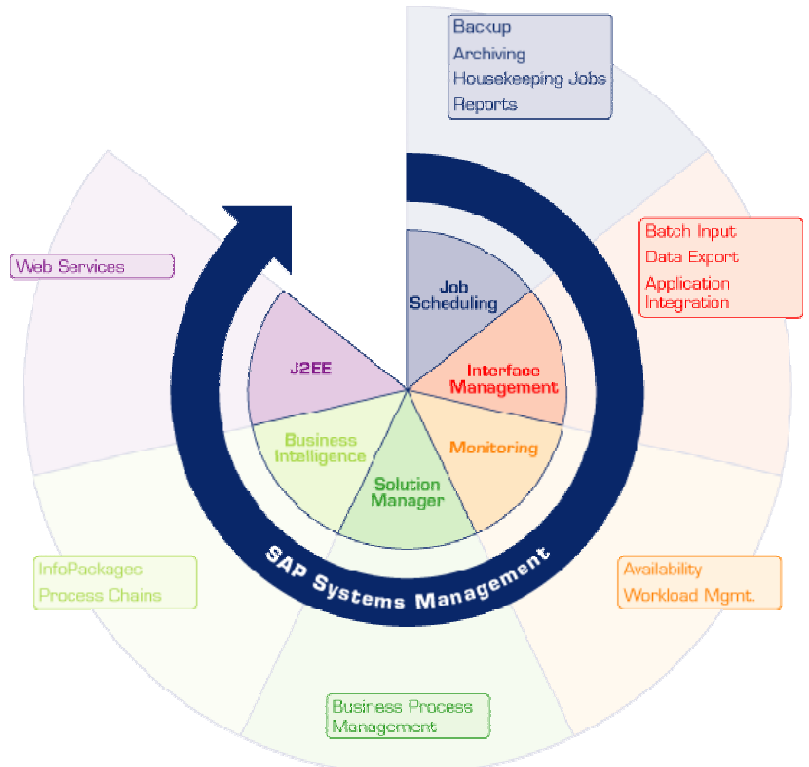 Backup
Archiving
Housekeeping Jobs
Reports
Batch Input
Data Export
Application
Integration
Web Services
Job
Scheduling
Interface
Management
J2EE
Business
Intelligence
Monitoring
Solution
Manager
SAP Systems Management
InfoPackages
Process Chains
Availability
Workload Mgmt.
Business Process
Management